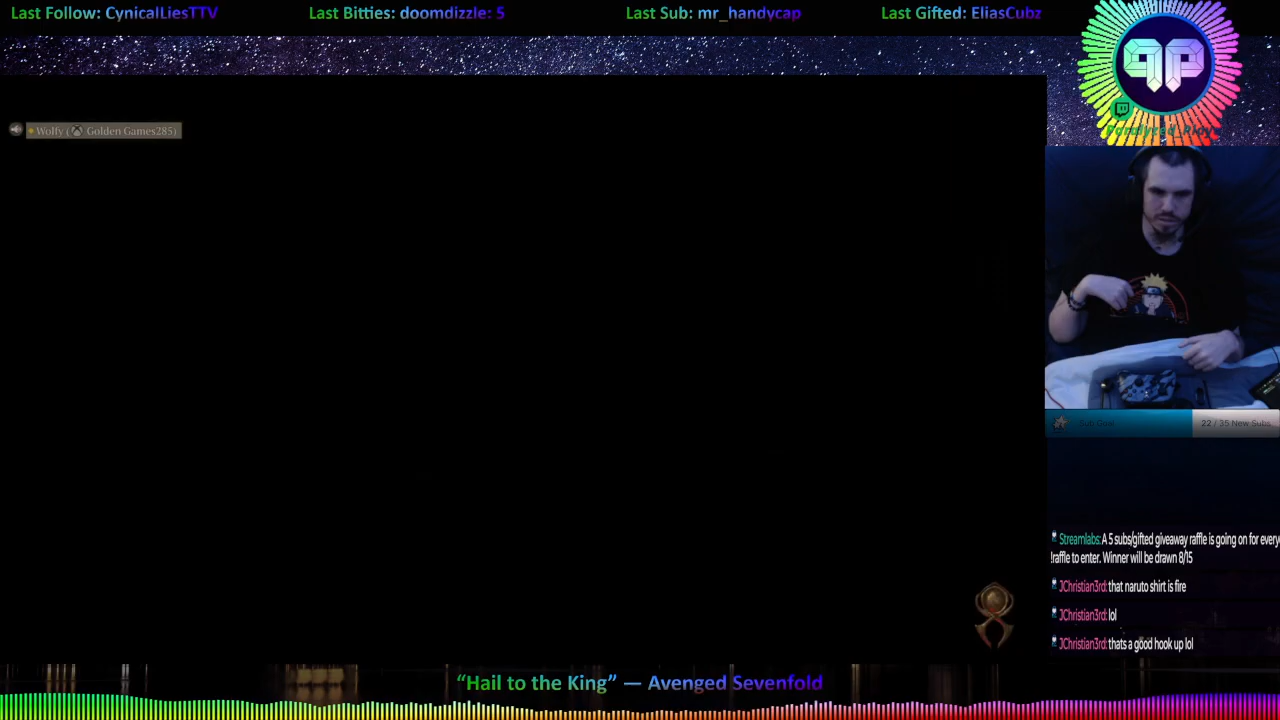 Last Follow: CynicalLiesTTV
Last Bitties: doomdizzle: 5
Last Sub: mr_handycap
Last Gifted: EliasCubz
Wolfy ( Golden Games285)
22 / 35 New Subs
Streamlabs: A 5 subs/gifted giveaway raffle is going on for every
!raffle to enter. Winner will be drawn 8/15
JChristian3rd: that naruto shirt is fire
JChristian3rd: lol
JChristian3rd: thats a good hook up lol
“Hail to the King” — Avenged Sevenfold